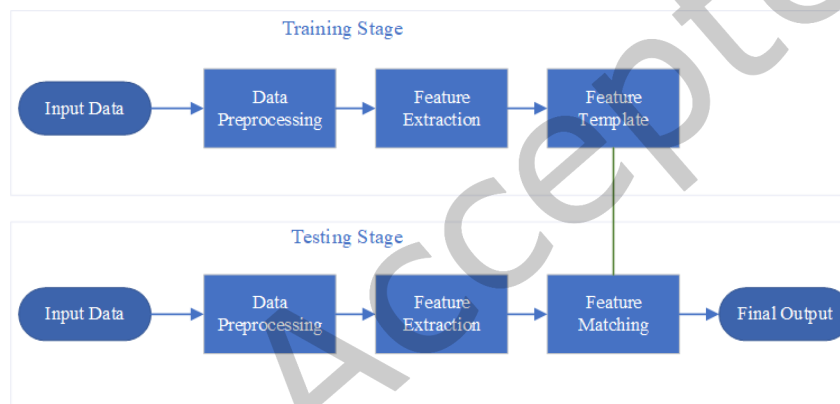 Training Stage
Input Data
Data
Preprocessing
Feature
Extraction
Feature
Template
Testing Stage
Input Data
Data
Preprocessing
Feature
Extraction
Feature
Matching
Final Output
Accepte